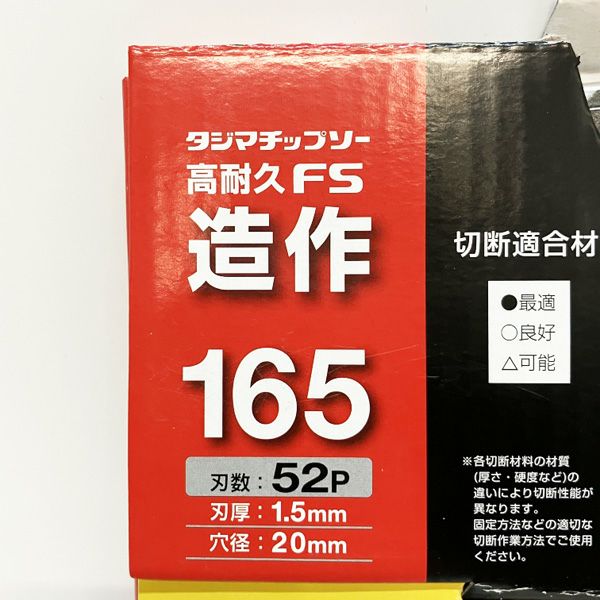 タジマチップソー
高耐久FS
造作
165
刃数：52P
刃厚：1.5mm
穴径：20mm
切断適合材
●最適
○良好
△可能
※各切断材料の材質
(厚さ・硬度など)の
違いにより切断性能が
異なります。
固定方法などの適切な
切断作業方法でご使用
ください。